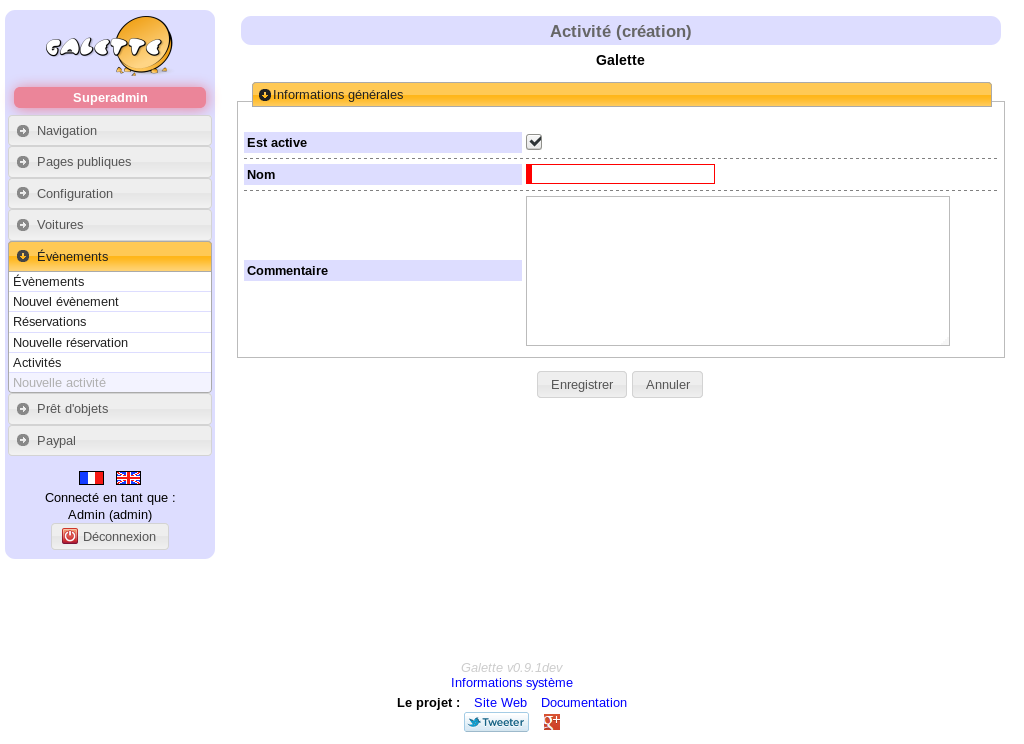 GALETTE
Superadmin
Navigation
Pages publiques
Configuration
Voitures
Évènements
Évènements
Nouvel évènement
Réservations
Nouvelle réservation
Activités
Nouvelle activité
Prêt d'objets
Paypal
Connecté en tant que :
Admin (admin)
Déconnexion
Activité (création)
Galette
Informations générales
Est active
Nom
Commentaire
Enregistrer Annuler
Galette v0.9.1dev
Informations système
Le projet : Site Web Documentation
Tweeter g+